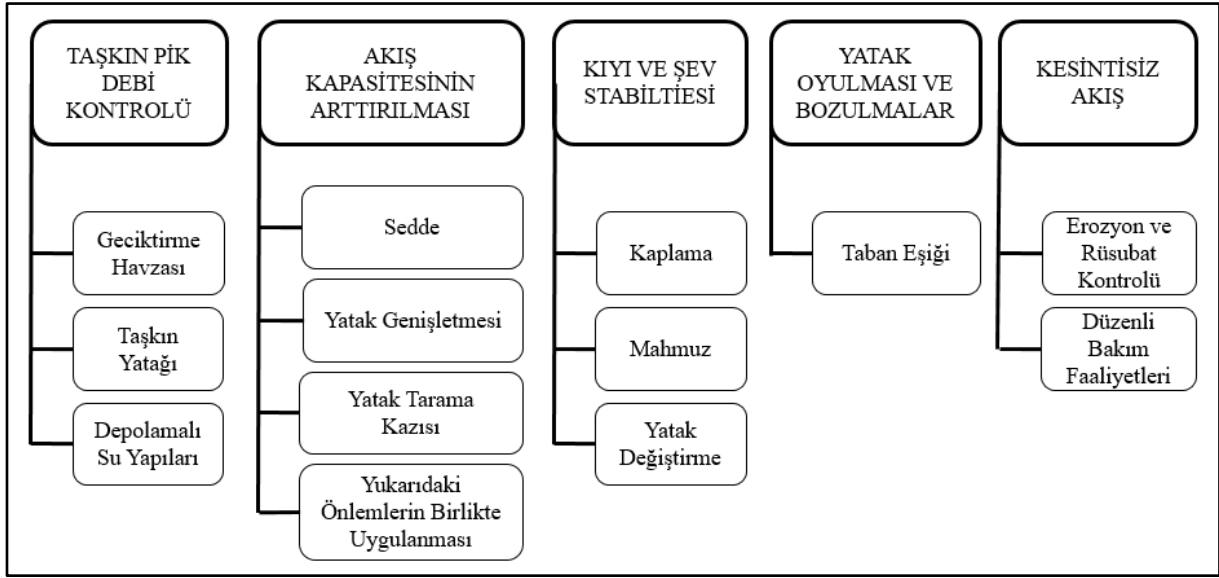 TAŞKIN PİK
DEBİ
KONTROLÜ
AKIŞ
KAPASİTESİNİN
ARTTIRILMASI
KIYI VE ŞEV
STABİLTİESİ
YATAK
OYULMASI VE
BOZULMALAR
KESİNTİSİZ
AKIŞ
Geciktirme
Havzası
Taşkın
Yatağı
Depolamalı
Su Yapıları
Sedde
Yatak Genişletmesi
Yatak Tarama
Kazısı
Yukarıdaki
Önlemlerin Birlikte
Uygulanması
Kaplama
Mahmuz
Yatak
Değiştirme
Taban Eşiği
Erozyon ve
Rüsubat
Kontrolü
Düzenli
Bakım
Faaliyetleri